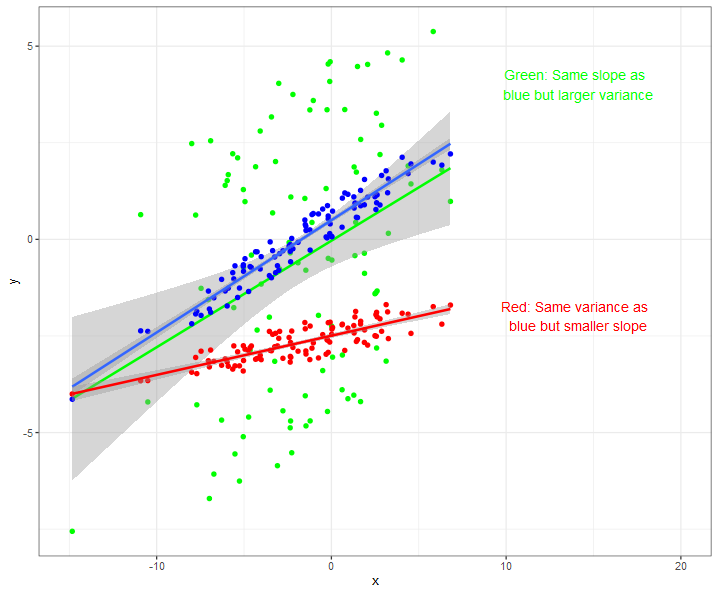 5
0
-5
y
-10
0
10
20
x
Green: Same slope as
blue but larger variance
Red: Same variance as
blue but smaller slope